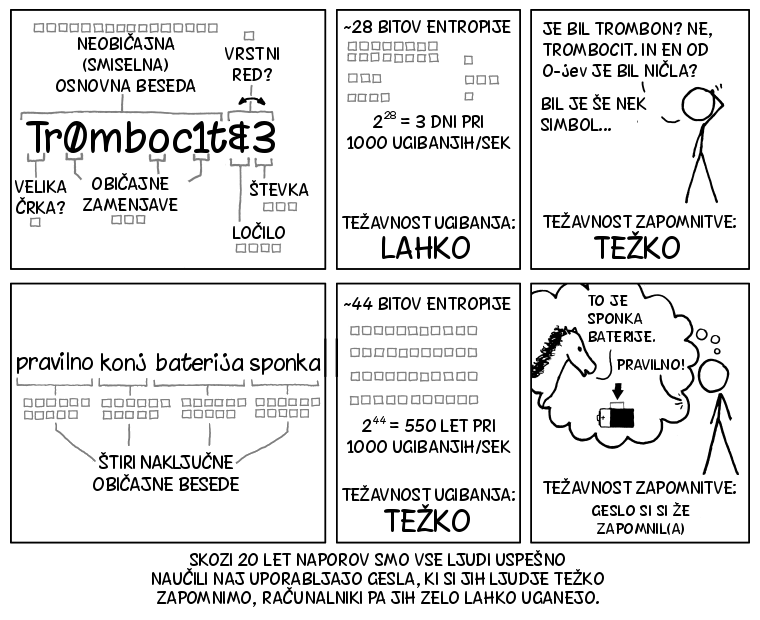 NEOBIČAJNA
(SMISELNA)
OSNOVNA BESEDA
VRSTNI
RED?
Tr0mboc1t&3
VELIKA
ČRKA?
OBIČAJNE
ZAMENJAVE
ŠTEVKA
LOČILO
~28 BITOV ENTROPIJE
2²⁸ = 3 DNI PRI
1000 UGIBANJIH/SEK
TEŽAVNOST UGIBANJA:
LAHKO
JE BIL TROMBON? NE,
TROMBOCIT. IN EN OD
O-jev JE BIL NIČLA?
BIL JE ŠE NEK
SIMBOL...
TEŽAVNOST ZAPOMNITVE:
TEŽKO
pravilno konj baterija sponka
ŠTIRI NAKLJUČNE
OBIČAJNE BESEDE
~44 BITOV ENTROPIJE
2⁴⁴ = 550 LET PRI
1000 UGIBANJIH/SEK
TEŽAVNOST UGIBANJA:
TEŽKO
TO JE
SPONKA
BATERIJE.
PRAVILNO!
+
TEŽAVNOST ZAPOMNITVE:
GESLO SI SI ŽE
ZAPOMNIL(A)
SKOZI 20 LET NAPOROV SMO VSE LJUDI USPEŠNO
NAUČILI NAJ UPORABLJAJO GESLA, KI SI JIH LJUDJE TEŽKO
ZAPOMNIMO, RAČUNALNIKI PA JIH ZELO LAHKO UGANEJO.